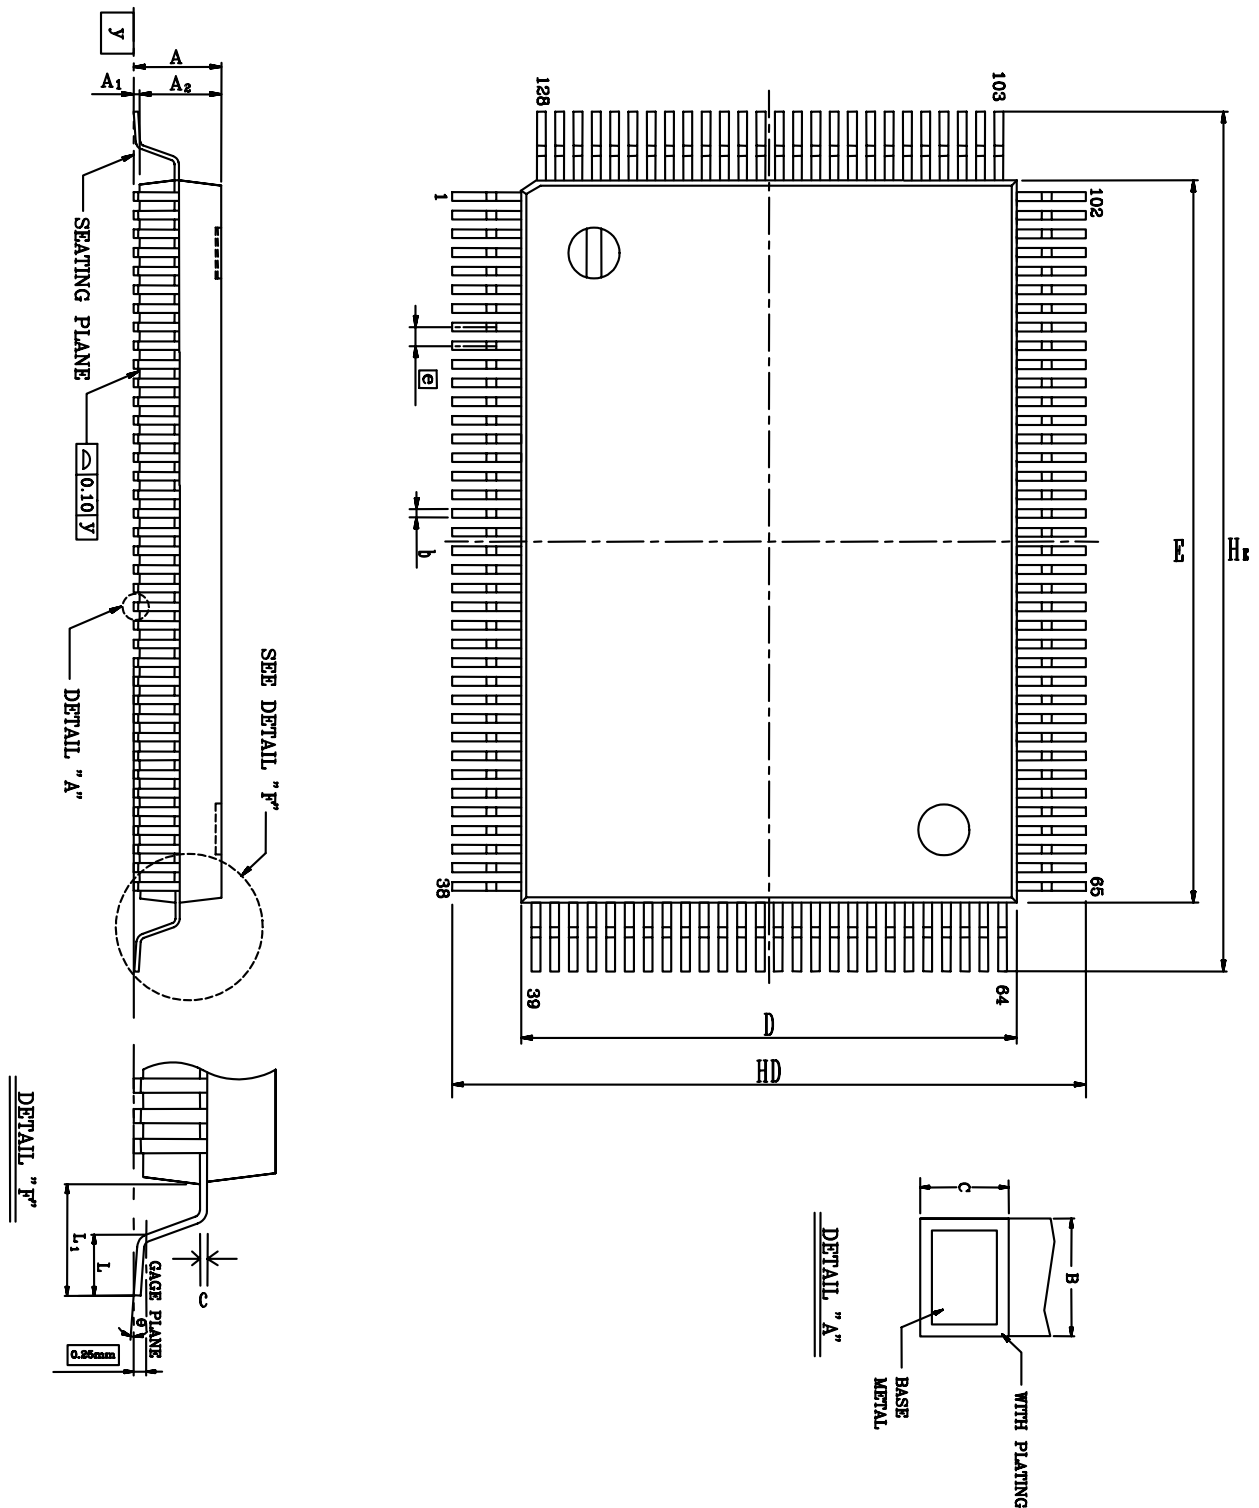 y
A
A₁
A₂
SEATING PLANE
0.10 y
DETAIL "A"
SEE DETAIL "F"
128
103
1
102
e
b
E
HE
38
65
39
64
D
HD
DETAIL "F"
L₁
L
C
GAGE PLANE
θ
0.25mm
C
B
DETAIL "A"
BASE
METAL
WITH PLATING